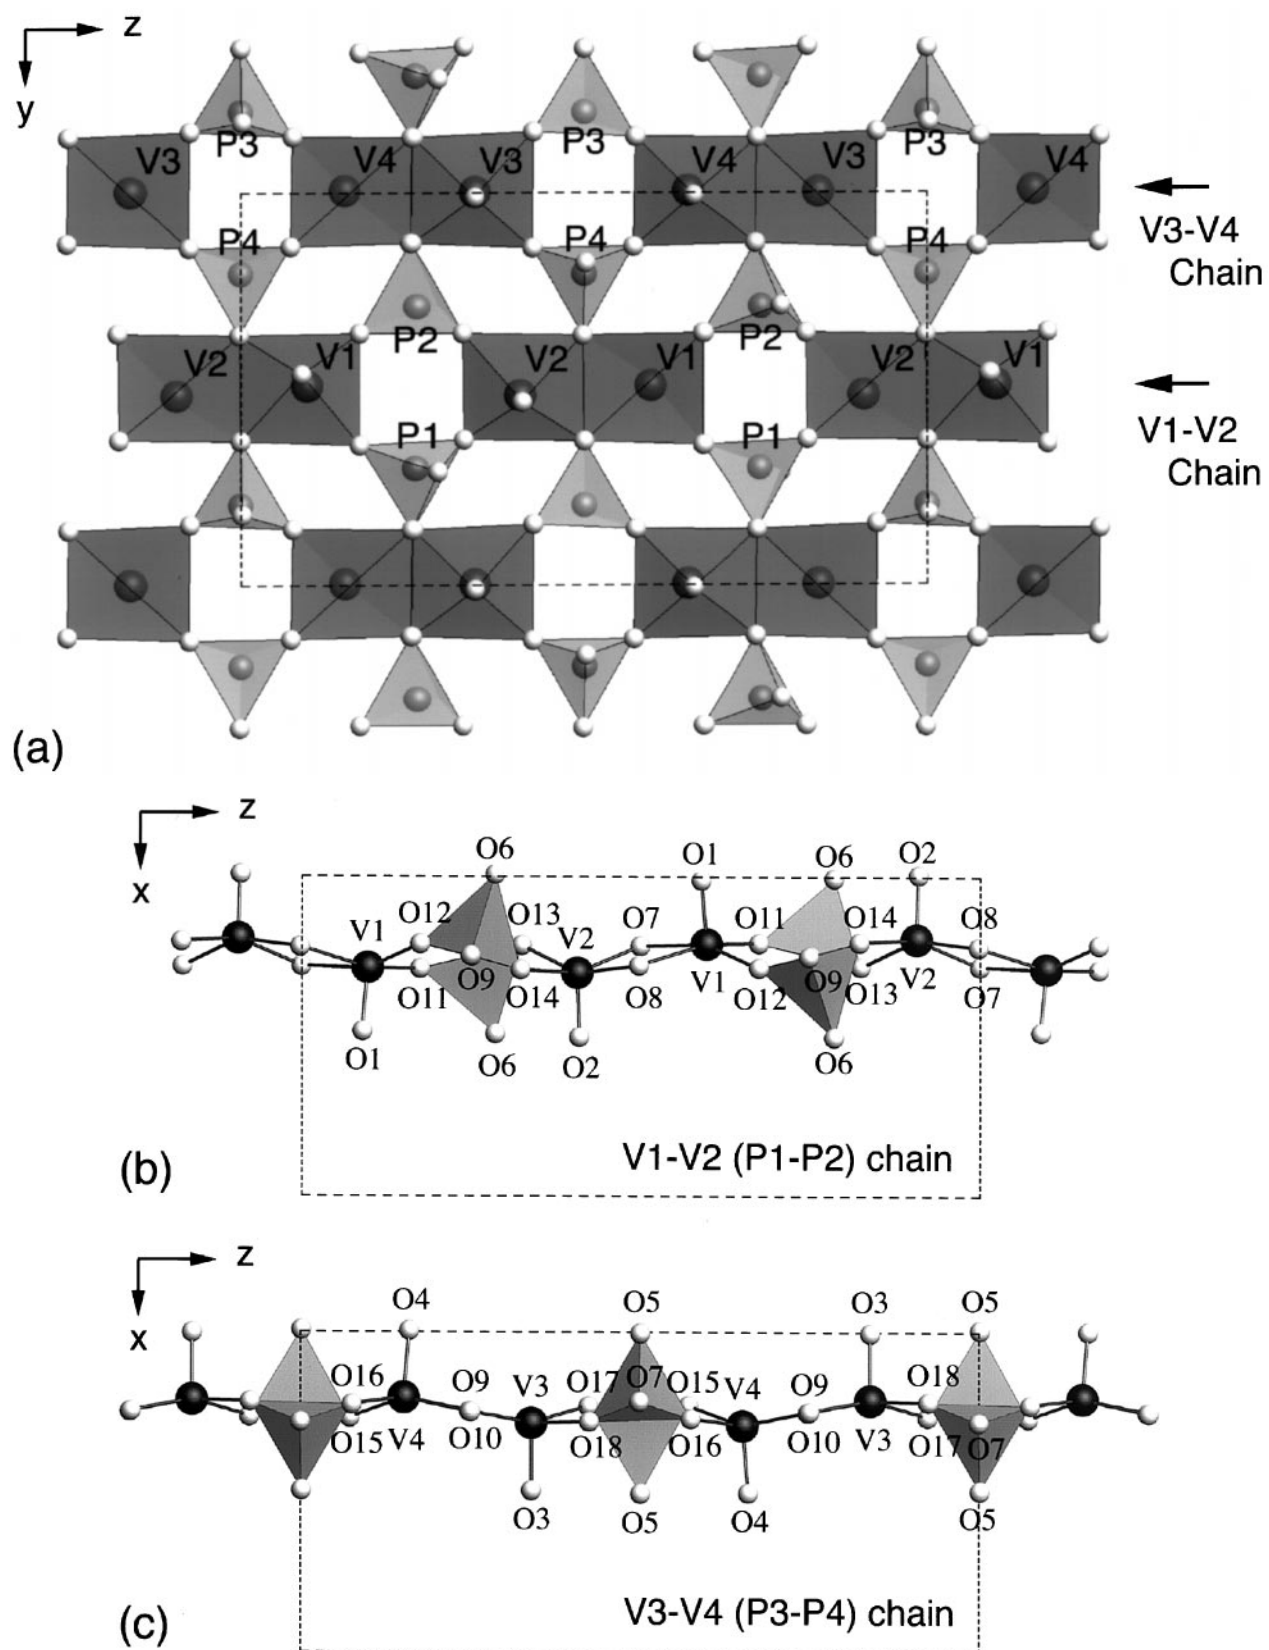 z
y
P3 P3 P3
V3 V4 V3 V4 V3 V4
V3-V4
Chain
P4 P4 P4
P2 P2
V2 V1 V2 V1 V2 V1
V1-V2
Chain
P1 P1
(a)
z
x
O6 O1 O6 O2
V1 O12 O13 V2 O7 O11 O14 O8
O9 O9
O11 O14 O8 V1 O12 O13 V2 O7
O1 O6 O2 O6
(b)
V1-V2 (P1-P2) chain
z
x
O4 O5 O3 O5
O16 O9 V3 O17 O7 O15 V4 O9 O18
O15 V4 O10 O18 O16 O10 V3 O17 O7
O3 O5 O4 O5
(c)
V3-V4 (P3-P4) chain